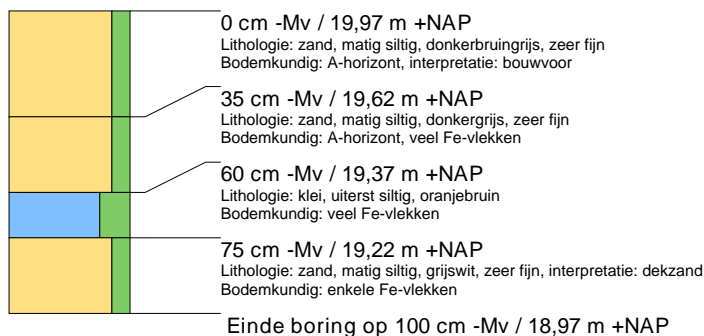 0 cm -Mv / 19,97 m +NAP
Lithologie: zand, matig siltig, donkerbruingrijs, zeer fijn
Bodemkundig: A-horizont, interpretatie: bouwvoor
35 cm -Mv / 19,62 m +NAP
Lithologie: zand, matig siltig, donkergrijs, zeer fijn
Bodemkundig: A-horizont, veel Fe-vlekken
60 cm -Mv / 19,37 m +NAP
Lithologie: klei, uiterst siltig, oranjebruin
Bodemkundig: veel Fe-vlekken
75 cm -Mv / 19,22 m +NAP
Lithologie: zand, matig siltig, grijswit, zeer fijn, interpretatie: dekzand
Bodemkundig: enkele Fe-vlekken
Einde boring op 100 cm -Mv / 18,97 m +NAP